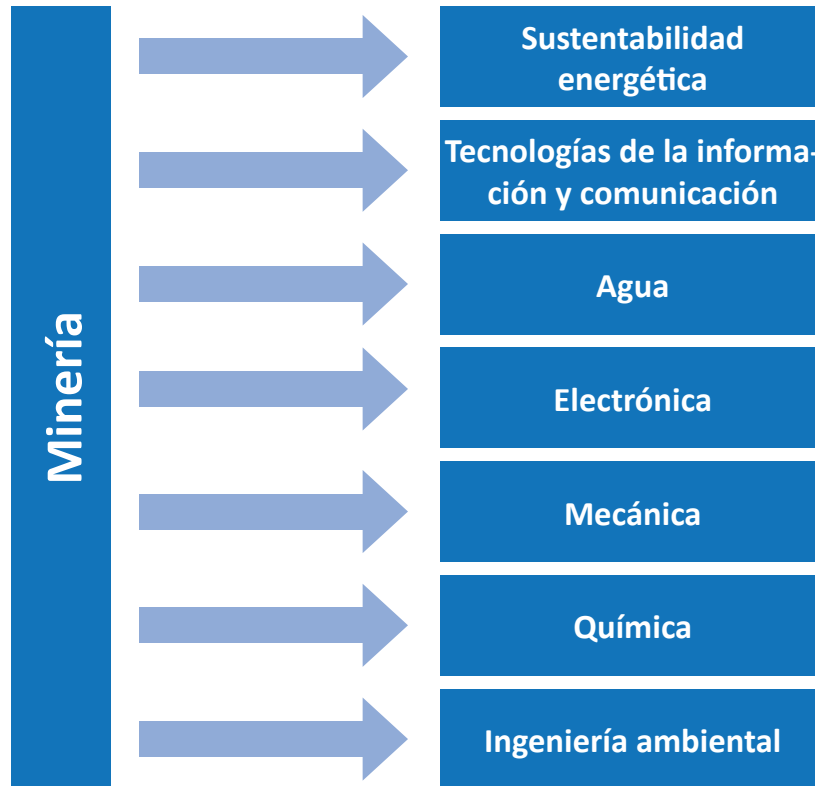 Minería
Sustentabilidad
energética
Tecnologías de la informa-
ción y comunicación
Agua
Electrónica
Mecánica
Química
Ingeniería ambiental